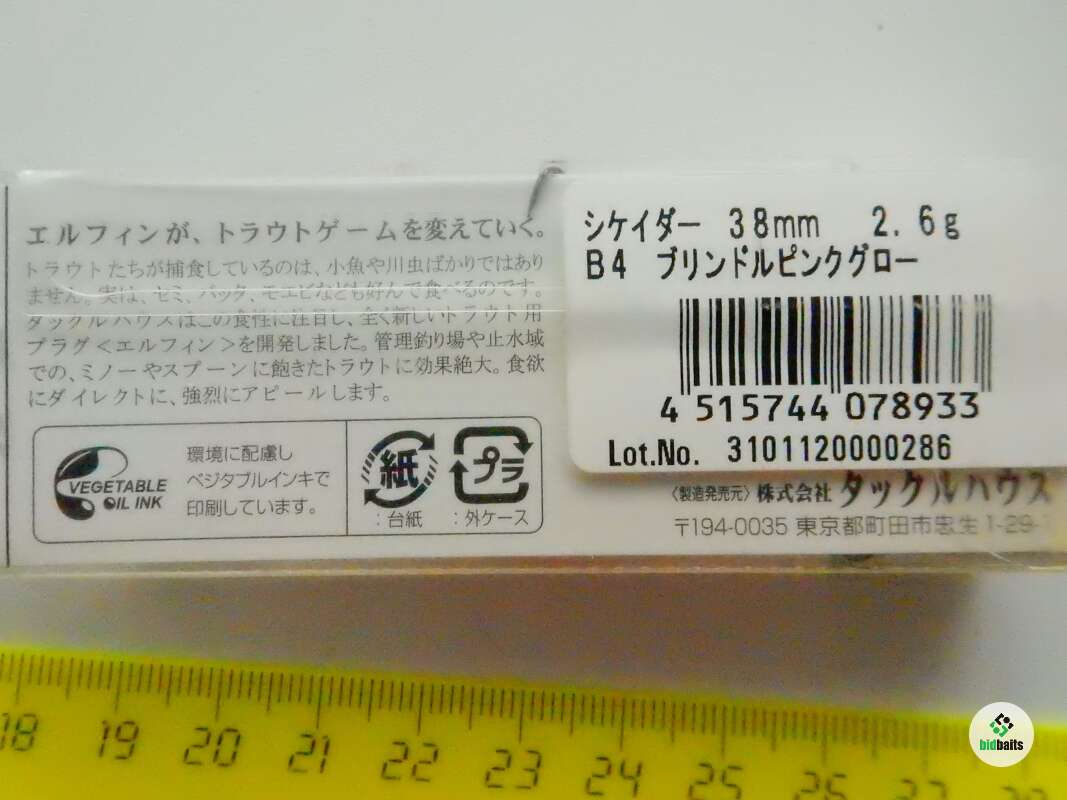 エルフィンが、トラウトゲームを変えていく。
トラウトたちが捕食しているのは、小魚や川虫ばかりではあり
ません。実は、セミ、バッタ、モエビなども好んで食べるのです。
タックルハウスはこの食性に注目し、全く新しいトラウト用
プラグ<エルフィン>を開発しました。管理釣り場や止水域
での、ミノーやスプーンに飽きたトラウトに効果絶大。食欲
にダイレクトに、強烈にアピールします。
VEGETABLE
OIL INK
環境に配慮し
ベジタブルインキで
印刷しています。
紙
:台紙
プラ
:外ケース
シケイダー 38mm 2.6g
B4 ブリンドルピンクグロー
4 515744 078933
Lot.No. 3101120000286
〈製造発売元〉株式会社 タックルハウス
〒194-0035 東京都町田市忠生1-29-
18 19 20 21 22 23 24 25 26 27 28
bidbaits